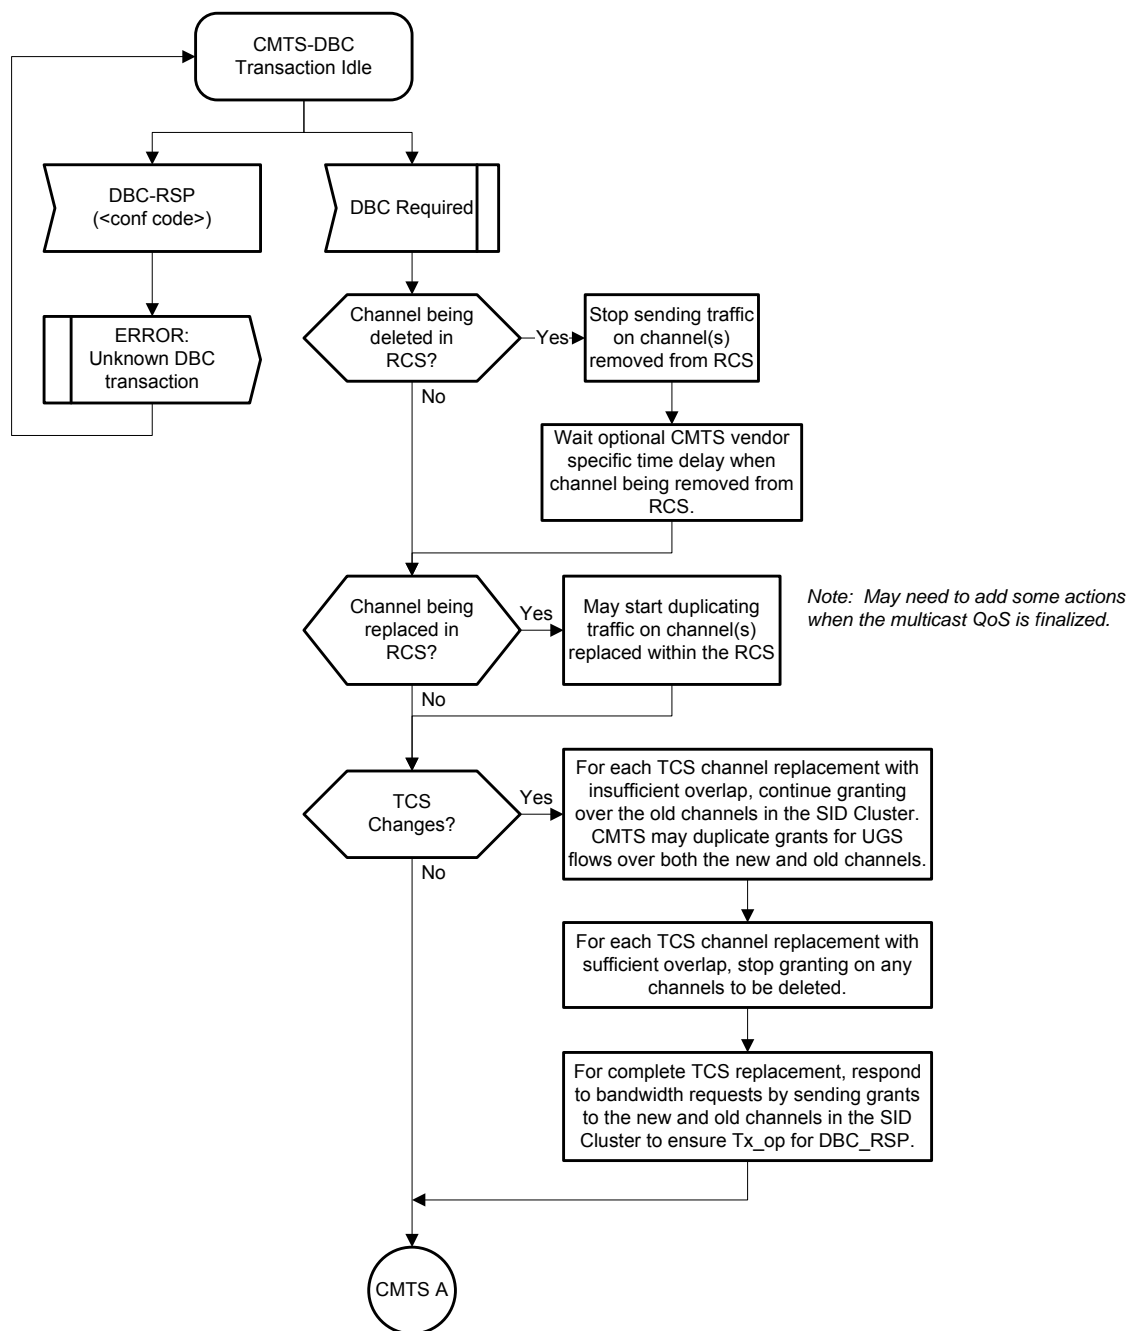 CMTS-DBC
Transaction Idle
DBC-RSP
(<conf code>)
DBC Required
ERROR:
Unknown DBC
transaction
Channel being
deleted in
RCS?
Yes
Stop sending traffic
on channel(s)
removed from RCS
No
Wait optional CMTS vendor
specific time delay when
channel being removed from
RCS.
Channel being
replaced in
RCS?
Yes
May start duplicating
traffic on channel(s)
replaced within the RCS
Note:  May need to add some actions
when the multicast QoS is finalized.
No
TCS
Changes?
Yes
For each TCS channel replacement with
insufficient overlap, continue granting
over the old channels in the SID Cluster.
CMTS may duplicate grants for UGS
flows over both the new and old channels.
No
For each TCS channel replacement with
sufficient overlap, stop granting on any
channels to be deleted.
For complete TCS replacement, respond
to bandwidth requests by sending grants
to the new and old channels in the SID
Cluster to ensure Tx_op for DBC_RSP.
CMTS A